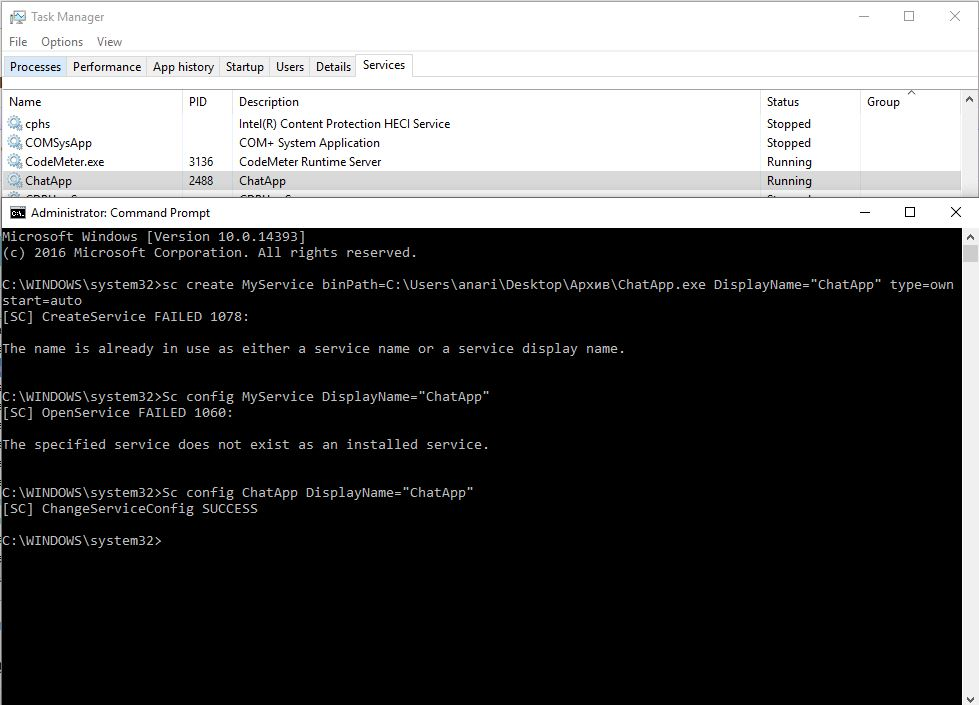 Task Manager
File Options View
Processes Performance App history Startup Users Details Services
Name PID Description Status Group
cphs Intel(R) Content Protection HECI Service Stopped
COMSysApp COM+ System Application Stopped
CodeMeter.exe 3136 CodeMeter Runtime Server Running
ChatApp 2488 ChatApp Running
Administrator: Command Prompt
Microsoft Windows [Version 10.0.14393]
(c) 2016 Microsoft Corporation. All rights reserved.
C:\WINDOWS\system32>sc create MyService binPath=C:\Users\anari\Desktop\Архив\ChatApp.exe DisplayName="ChatApp" type=own
start=auto
[SC] CreateService FAILED 1078:
The name is already in use as either a service name or a service display name.
C:\WINDOWS\system32>Sc config MyService DisplayName="ChatApp"
[SC] OpenService FAILED 1060:
The specified service does not exist as an installed service.
C:\WINDOWS\system32>Sc config ChatApp DisplayName="ChatApp"
[SC] ChangeServiceConfig SUCCESS
C:\WINDOWS\system32>